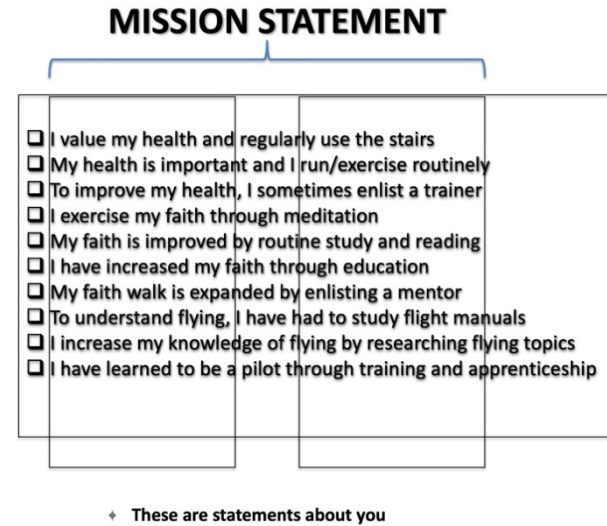 MISSION STATEMENT
I value my health and regularly use the stairs
My health is important and I run/exercise routinely
To improve my health, I sometimes enlist a trainer
I exercise my faith through meditation
My faith is improved by routine study and reading
I have increased my faith through education
My faith walk is expanded by enlisting a mentor
To understand flying, I have had to study flight manuals
I increase my knowledge of flying by researching flying topics
I have learned to be a pilot through training and apprenticeship
These are statements about you